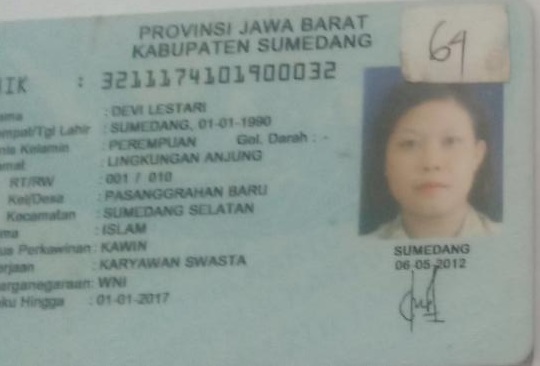 PROVINSI JAWA BARAT
KABUPATEN SUMEDANG
64
IK : 3211174101900032
ama : DEVI LESTARI
empat/Tgl Lahir : SUMEDANG, 01-01-1990
nis Kelamin : PEREMPUAN Gol. Darah : -
amat : LINGKUNGAN ANJUNG
RT/RW : 001 / 010
Kel/Desa : PASANGGRAHAN BARU
Kecamatan : SUMEDANG SELATAN
ma : ISLAM
us Perkawinan : KAWIN
erjaan : KARYAWAN SWASTA
erganegaraan: WNI
ku Hingga : 01-01-2017
SUMEDANG
06-05-2012